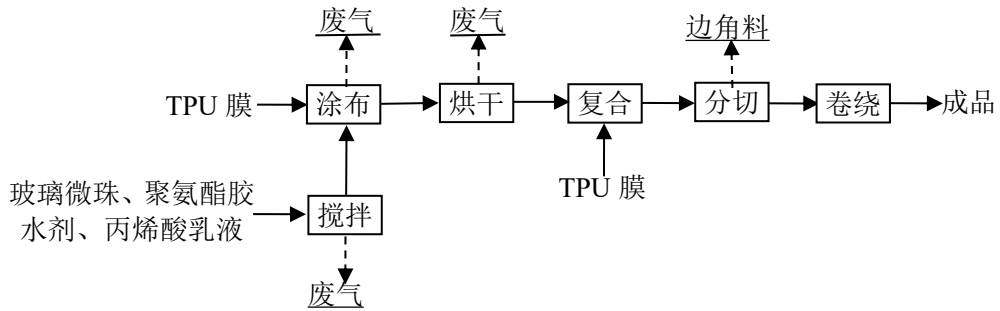 废气
废气
边角料
TPU 膜
涂布
烘干
复合
分切
卷绕
成品
TPU 膜
玻璃微珠、聚氨酯胶
水剂、丙烯酸乳液
搅拌
废气